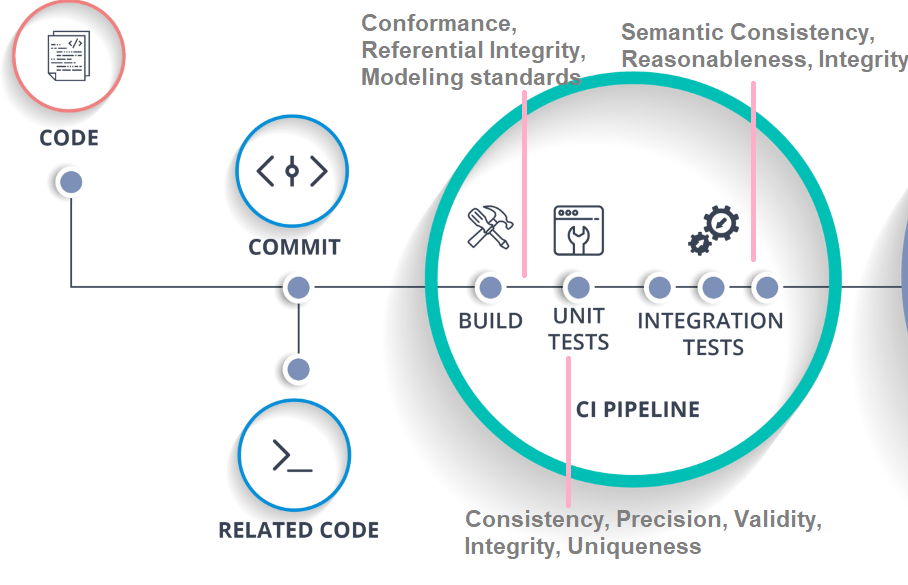 Conformance,
Referential Integrity,
Modeling standards
Semantic Consistency,
Reasonableness, Integrity
CODE
COMMIT
BUILD
UNIT
TESTS
INTEGRATION
TESTS
CI PIPELINE
RELATED CODE
Consistency, Precision, Validity,
Integrity, Uniqueness